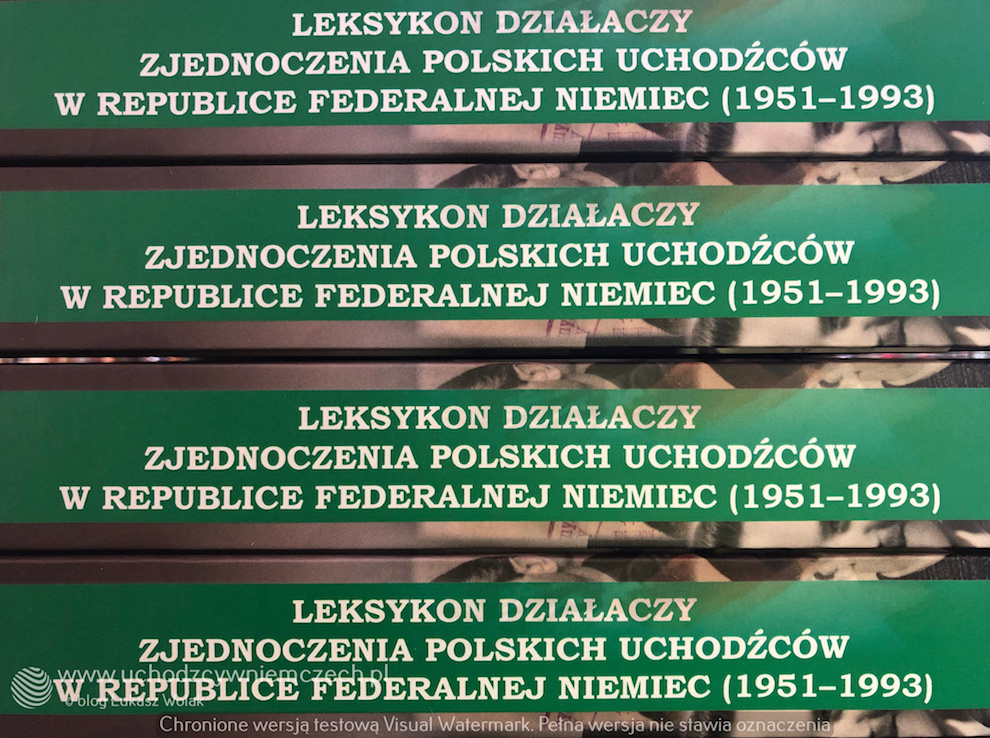 LEKSYKON DZIAŁACZY
ZJEDNOCZENIA POLSKICH UCHODŹCÓW
W REPUBLICE FEDERALNEJ NIEMIEC (1951–1993)
LEKSYKON DZIAŁACZY
ZJEDNOCZENIA POLSKICH UCHODŹCÓW
W REPUBLICE FEDERALNEJ NIEMIEC (1951–1993)
LEKSYKON DZIAŁACZY
ZJEDNOCZENIA POLSKICH UCHODŹCÓW
W REPUBLICE FEDERALNEJ NIEMIEC (1951–1993)
LEKSYKON DZIAŁACZY
ZJEDNOCZENIA POLSKICH UCHODŹCÓW
www.uchodzcywniemczech.pl
W REPUBLICE FEDERALNEJ NIEMIEC (1951–1993)
© blog Łukasz Wolak
Chronione wersją testową Visual Watermark. Pełna wersja nie stawia oznaczenia.